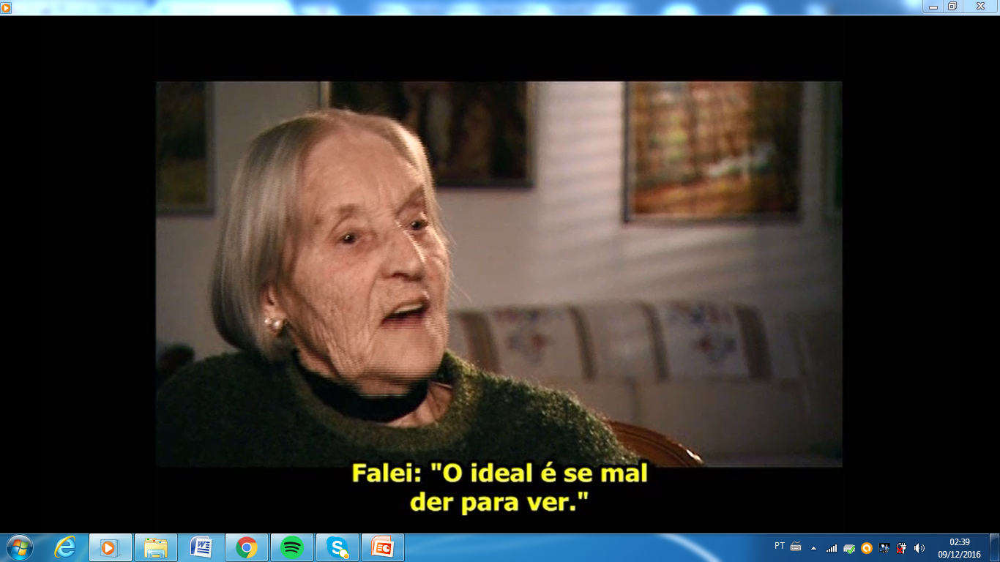 Falei: "O ideal é se mal
der para ver."
PT
02:39
09/12/2016